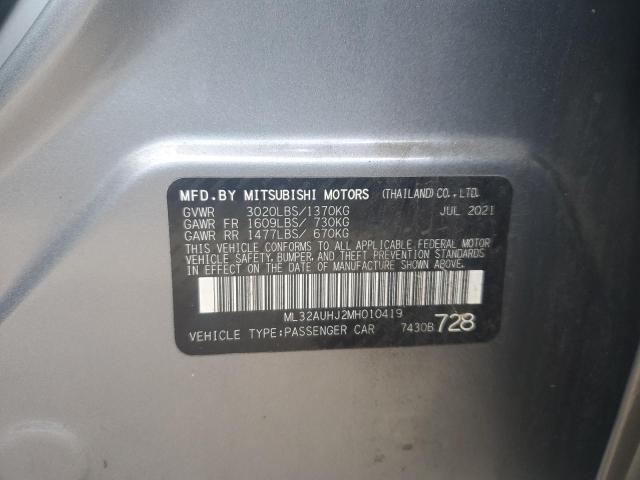 MFD.BY MITSUBISHI MOTORS (THAILAND) CO.,LTD.
GVWR 3020LBS/1370KG JUL 2021
GAWR FR 1609LBS/ 730KG
GAWR RR 1477LBS/ 670KG
THIS VEHICLE CONFORMS TO ALL APPLICABLE FEDERAL MOTOR
VEHICLE SAFETY, BUMPER, AND THEFT PREVENTION STANDARDS
IN EFFECT ON THE DATE OF MANUFACTURE SHOWN ABOVE.
ML32AUHJ2MH010419
VEHICLE TYPE:PASSENGER CAR 7430B 728